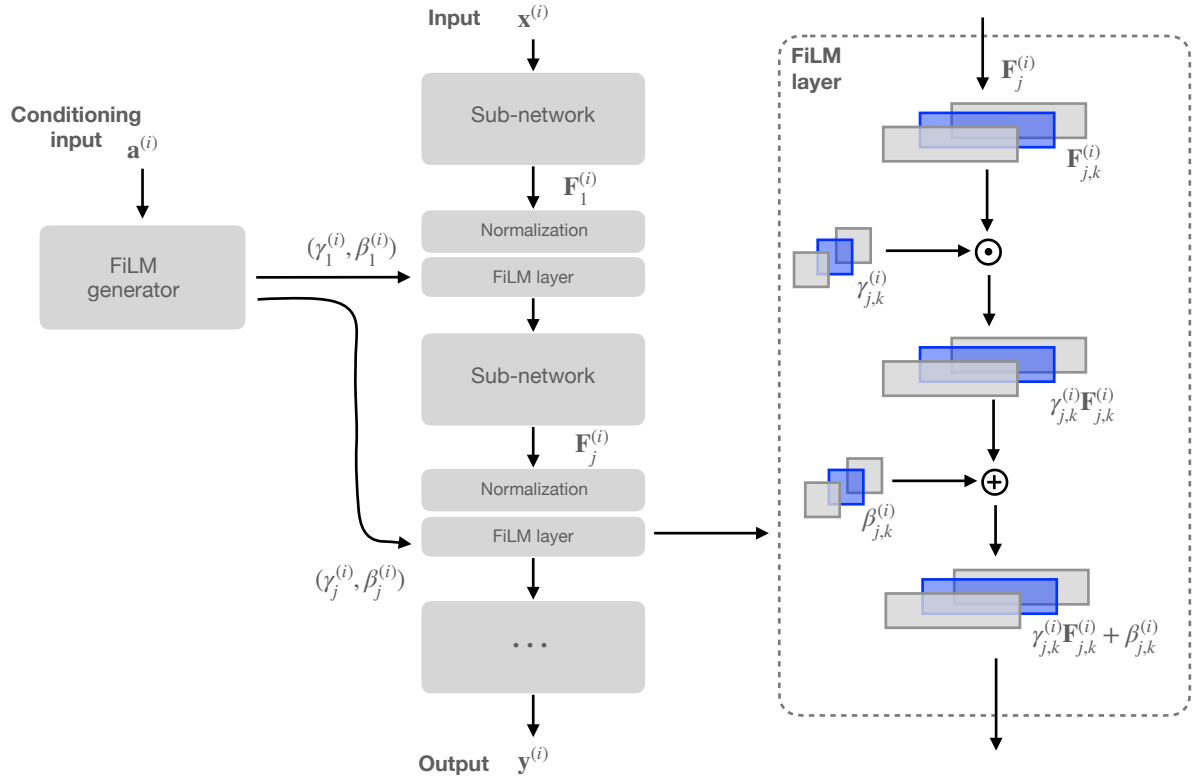 Input x^{(i)}
Conditioning
input
a^{(i)}
FiLM
generator
(γ_1^{(i)}, β_1^{(i)})
(γ_j^{(i)}, β_j^{(i)})
Sub-network
F_1^{(i)}
Normalization
FiLM layer
Sub-network
F_j^{(i)}
Normalization
FiLM layer
• • •
Output y^{(i)}
FiLM
layer
F_j^{(i)}
F_{j,k}^{(i)}
γ_{j,k}^{(i)}
γ_{j,k}^{(i)}F_{j,k}^{(i)}
β_{j,k}^{(i)}
γ_{j,k}^{(i)}F_{j,k}^{(i)} + β_{j,k}^{(i)}